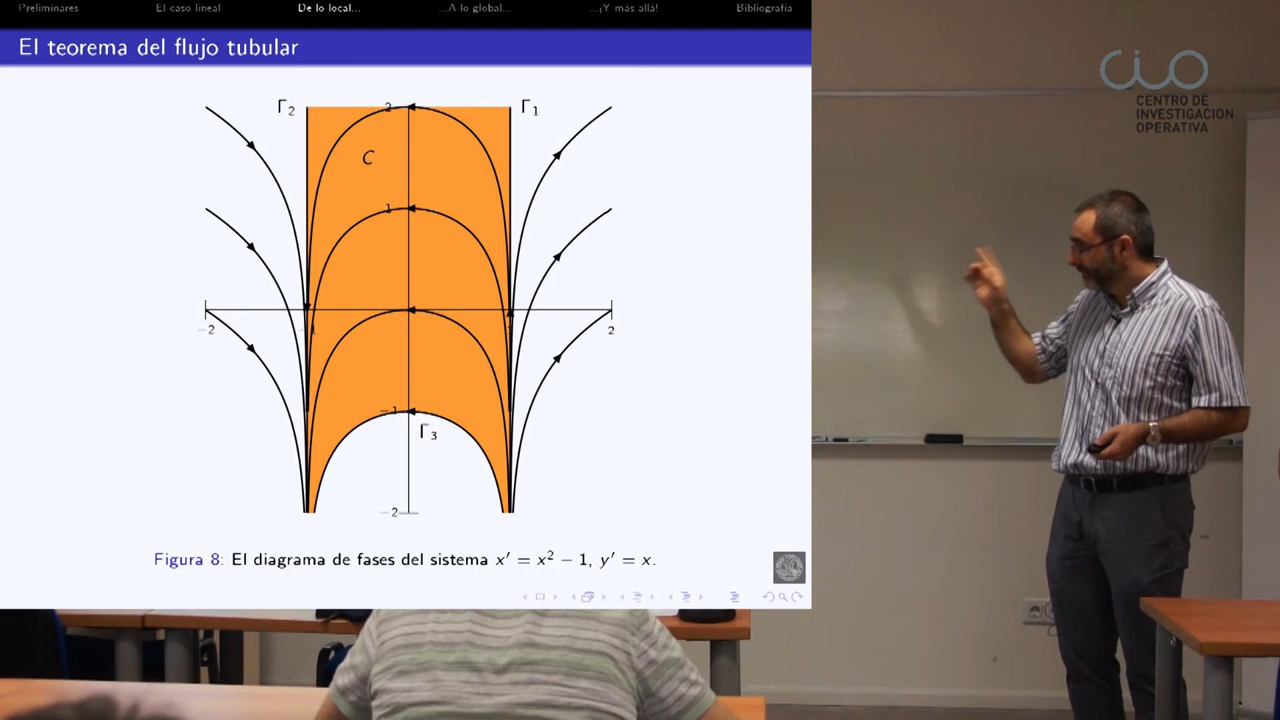 Preliminares El caso lineal De lo local... ...A lo global... ...¡Y más allá! Bibliografía
El teorema del flujo tubular
Γ2 2 Γ1
C
1
−2 −1 2
−1
Γ3
−2
Figura 8: El diagrama de fases del sistema x′ = x² − 1, y′ = x.
CIO
CENTRO DE
INVESTIGACION
OPERATIVA